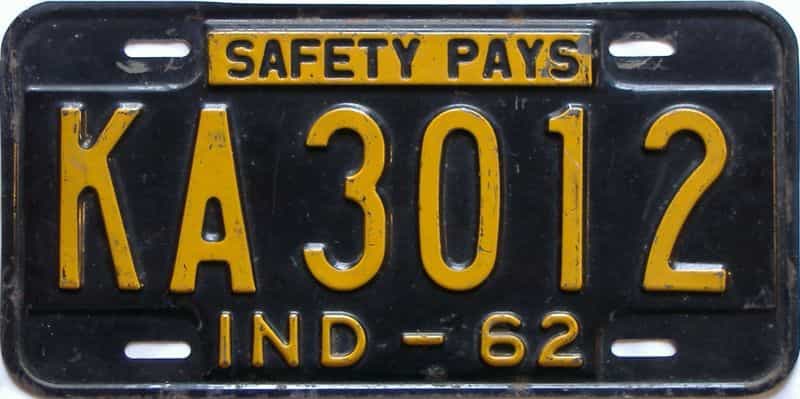 SAFETY PAYS
KA3012
IND - 62